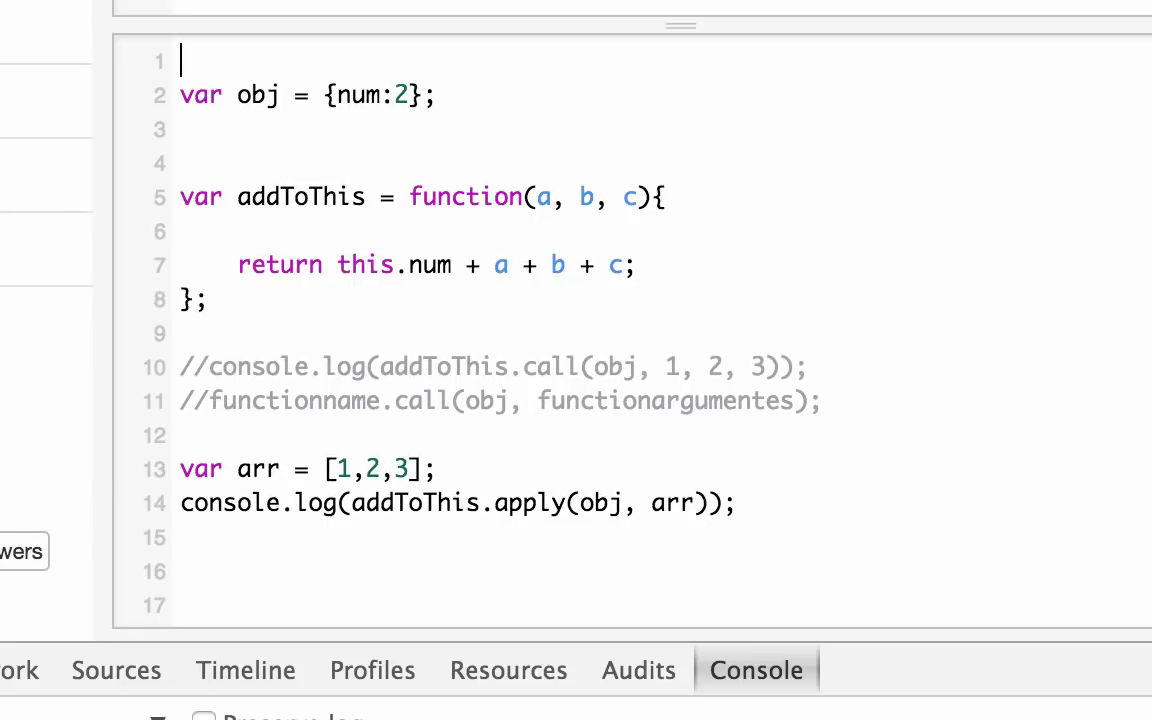 1
2 var obj = {num:2};
3
4
5 var addToThis = function(a, b, c){
6
7 return this.num + a + b + c;
8 };
9
10 //console.log(addToThis.call(obj, 1, 2, 3));
11 //functionname.call(obj, functionargumentes);
12
13 var arr = [1,2,3];
14 console.log(addToThis.apply(obj, arr));
15
wers
16
17
ork Sources Timeline Profiles Resources Audits Console
Preserve log